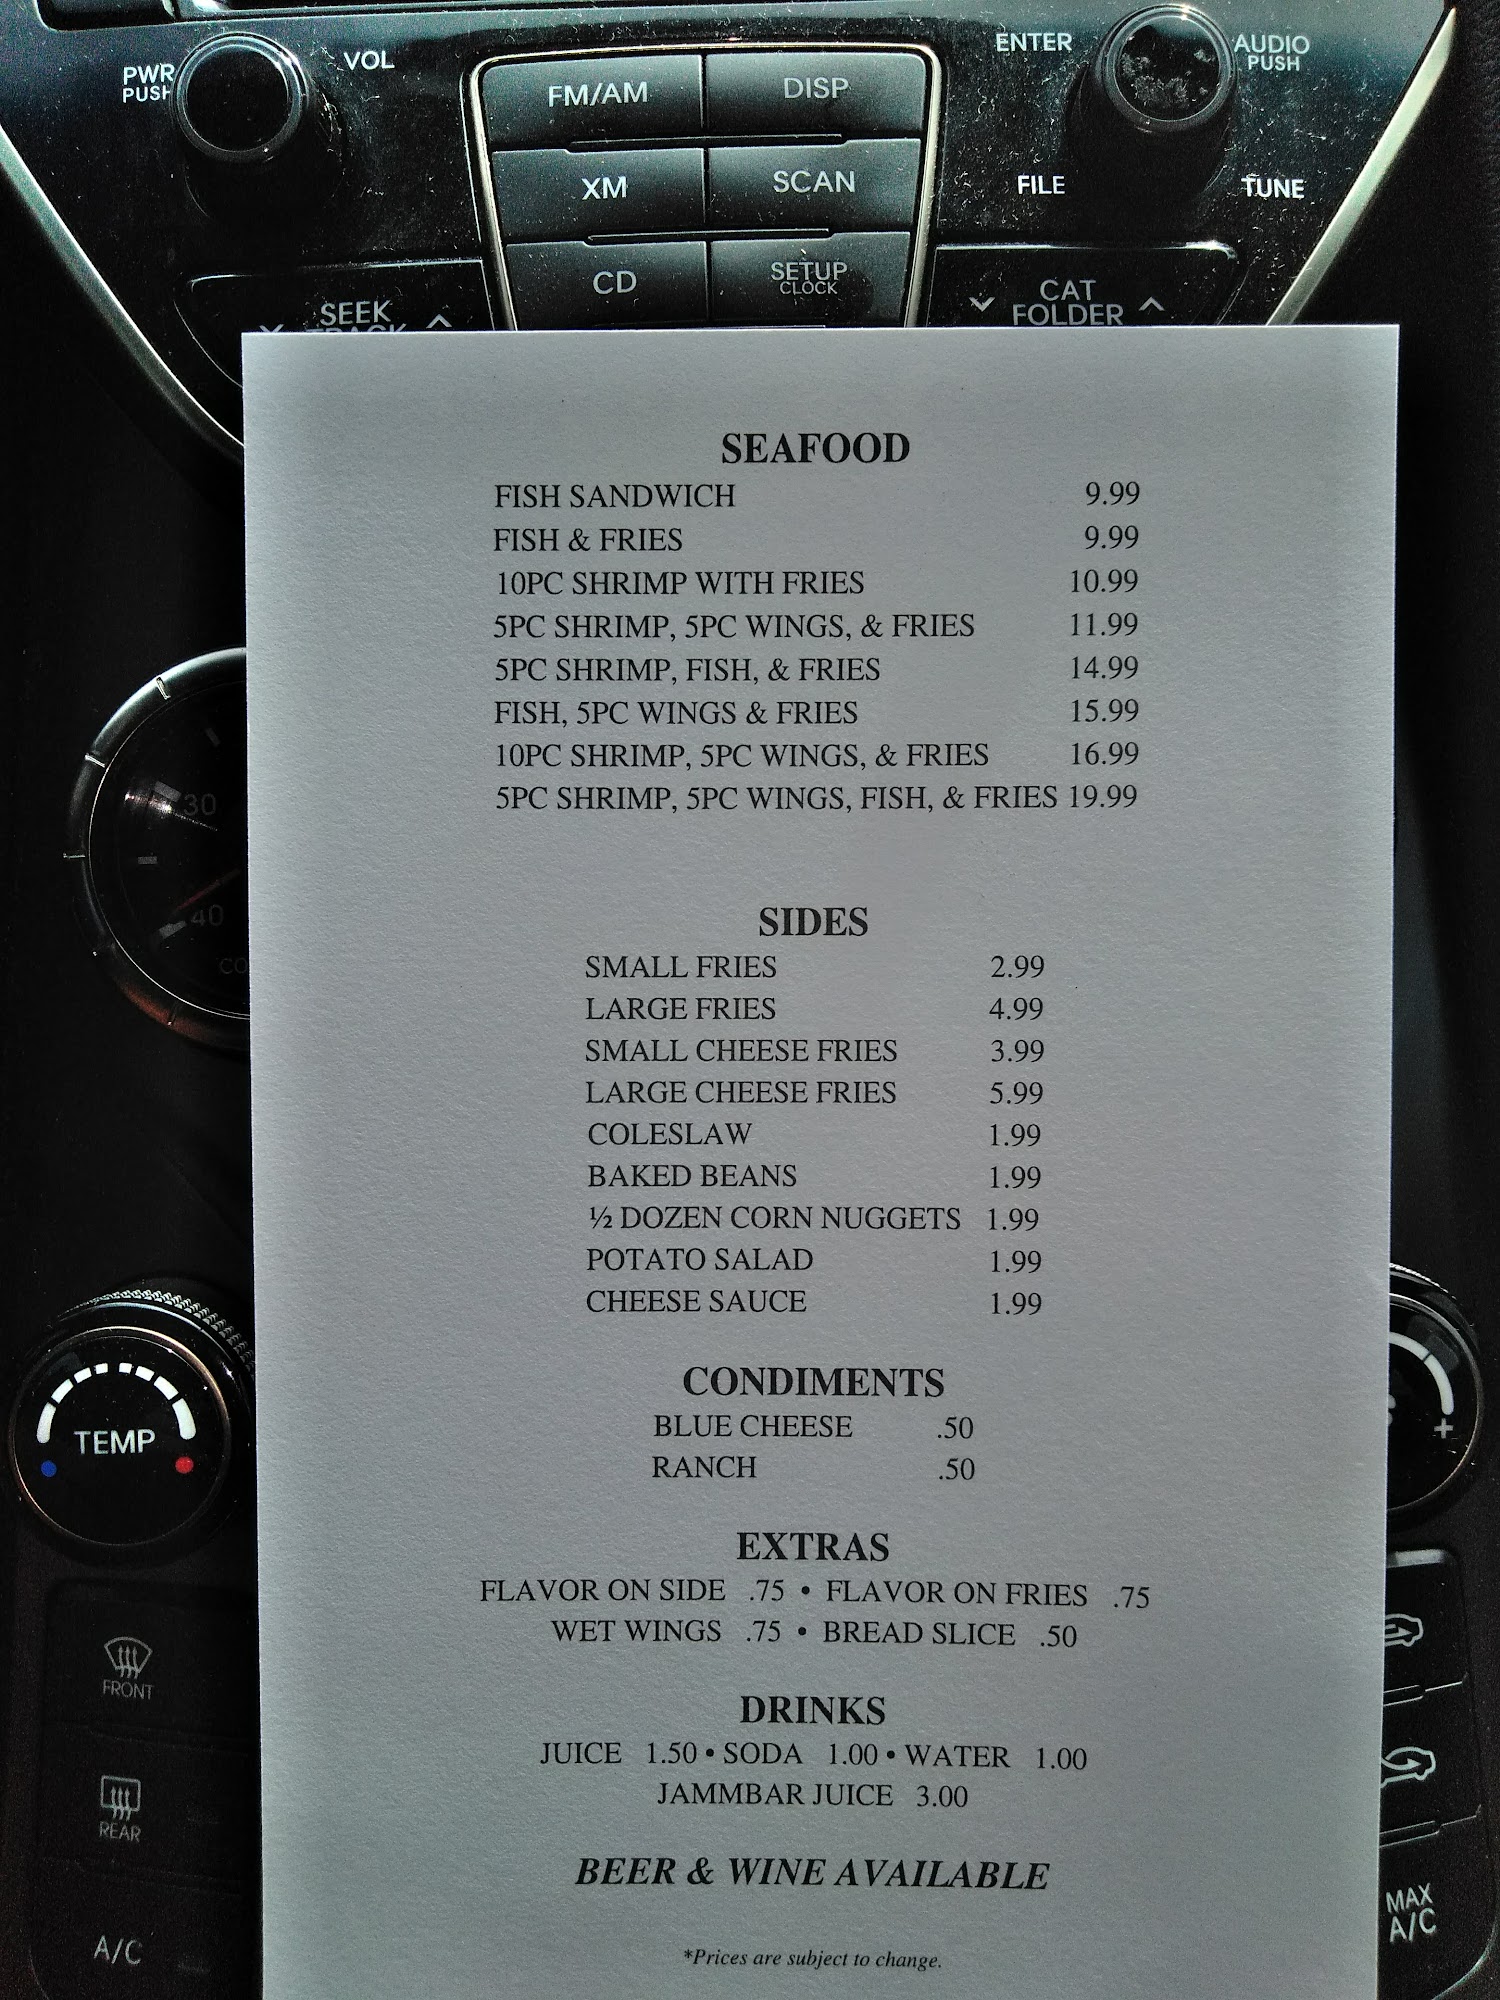 PWR VOL
PUSH
FM/AM DISP
XM SCAN
CD SETUP
CLOCK
ENTER AUDIO
PUSH
FILE TUNE
SEEK
TRACK
CAT
FOLDER
SEAFOOD
FISH SANDWICH 9.99
FISH & FRIES 9.99
10PC SHRIMP WITH FRIES 10.99
5PC SHRIMP, 5PC WINGS, & FRIES 11.99
5PC SHRIMP, FISH, & FRIES 14.99
FISH, 5PC WINGS & FRIES 15.99
10PC SHRIMP, 5PC WINGS, & FRIES 16.99
5PC SHRIMP, 5PC WINGS, FISH, & FRIES 19.99
30
40
CO
SIDES
SMALL FRIES 2.99
LARGE FRIES 4.99
SMALL CHEESE FRIES 3.99
LARGE CHEESE FRIES 5.99
COLESLAW 1.99
BAKED BEANS 1.99
½ DOZEN CORN NUGGETS 1.99
POTATO SALAD 1.99
CHEESE SAUCE 1.99
CONDIMENTS
BLUE CHEESE .50
RANCH .50
TEMP
+
EXTRAS
FLAVOR ON SIDE .75 • FLAVOR ON FRIES .75
WET WINGS .75 • BREAD SLICE .50
DRINKS
JUICE 1.50 • SODA 1.00 • WATER 1.00
JAMMBAR JUICE 3.00
BEER & WINE AVAILABLE
*Prices are subject to change.
FRONT
REAR
A/C
MAX
A/C